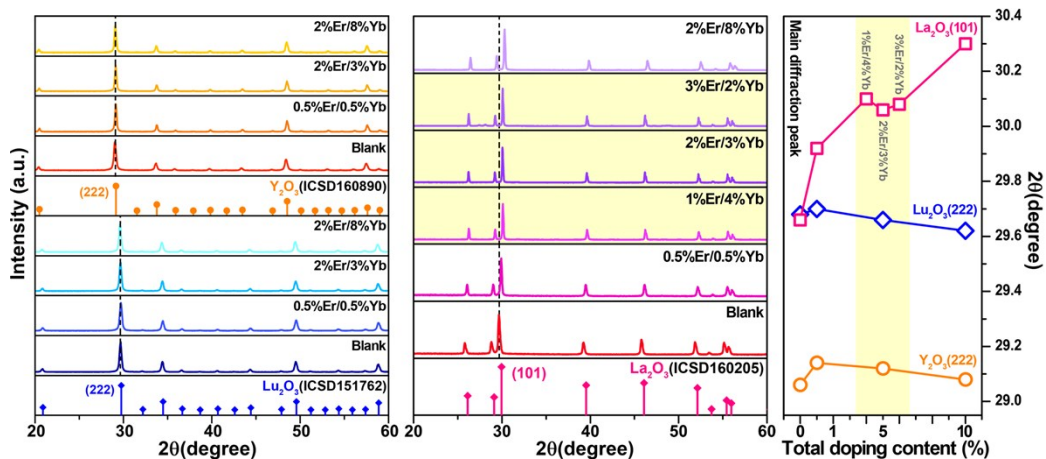 Intensity (a.u.)
2%Er/8%Yb
2%Er/3%Yb
0.5%Er/0.5%Yb
Blank
(222)
Y₂O₃(ICSD160890)
2%Er/8%Yb
2%Er/3%Yb
0.5%Er/0.5%Yb
Blank
(222)
Lu₂O₃(ICSD151762)
20 30 40 50 60
2θ(degree)
2%Er/8%Yb
3%Er/2%Yb
2%Er/3%Yb
1%Er/4%Yb
0.5%Er/0.5%Yb
Blank
La₂O₃(ICSD160205)
(101)
20 30 40 50 60
2θ(degree)
Main diffraction peak
La₂O₃(101)
1%Er/4%Yb
3%Er/2%Yb
2%Er/3%Yb
Lu₂O₃(222)
Y₂O₃(222)
30.4
30.2
30.0
29.8
29.6
29.4
29.2
29.0
2θ(degree)
0 5 10
Total doping content (%)